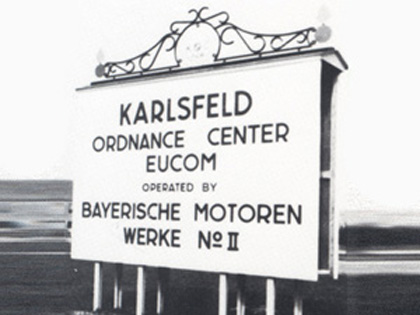 KARLSFELD
ORDNANCE CENTER
EUCOM
OPERATED BY
BAYERISCHE MOTOREN
WERKE № II